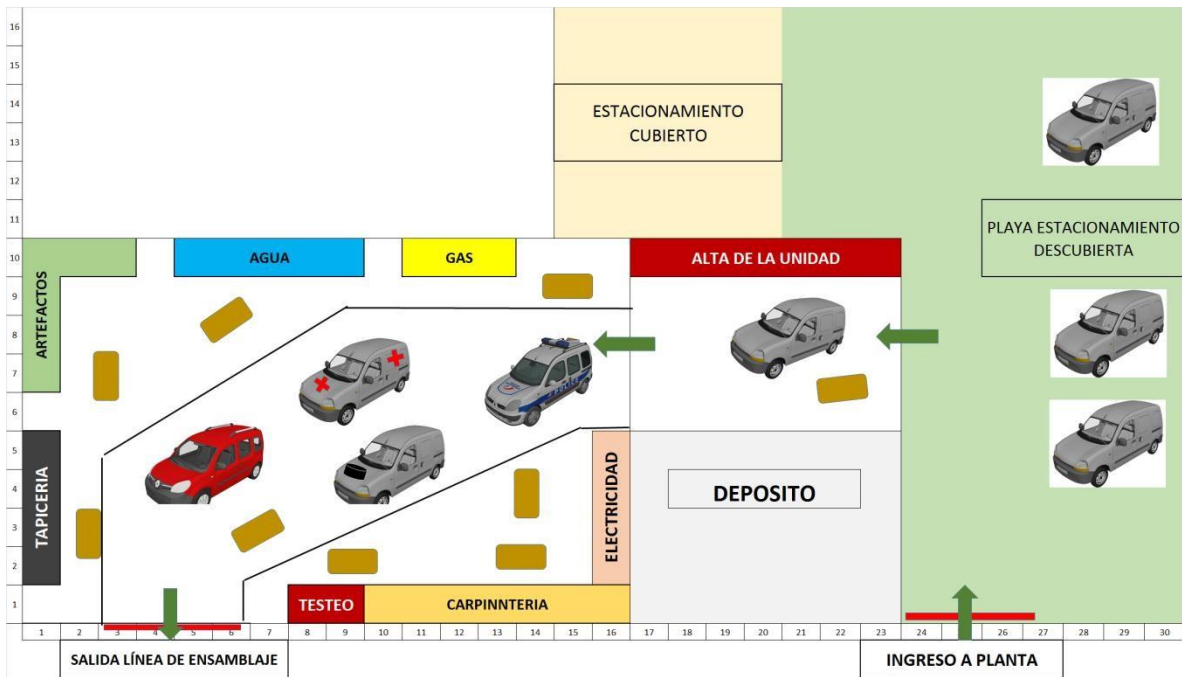 16
15
14
13
12
11
10
9
8
7
6
5
4
3
2
1
ESTACIONAMIENTO
CUBIERTO
PLAYA ESTACIONAMIENTO
DESCUBIERTA
ARTEFACTOS
AGUA
GAS
ALTA DE LA UNIDAD
TAPICERIA
ELECTRICIDAD
DEPOSITO
TESTEO
CARPINNTERIA
1 2 3 4 5 6 7 8 9 10 11 12 13 14 15 16 17 18 19 20 21 22 23 24 26 27 28 29 30
SALIDA LÍNEA DE ENSAMBLAJE
INGRESO A PLANTA